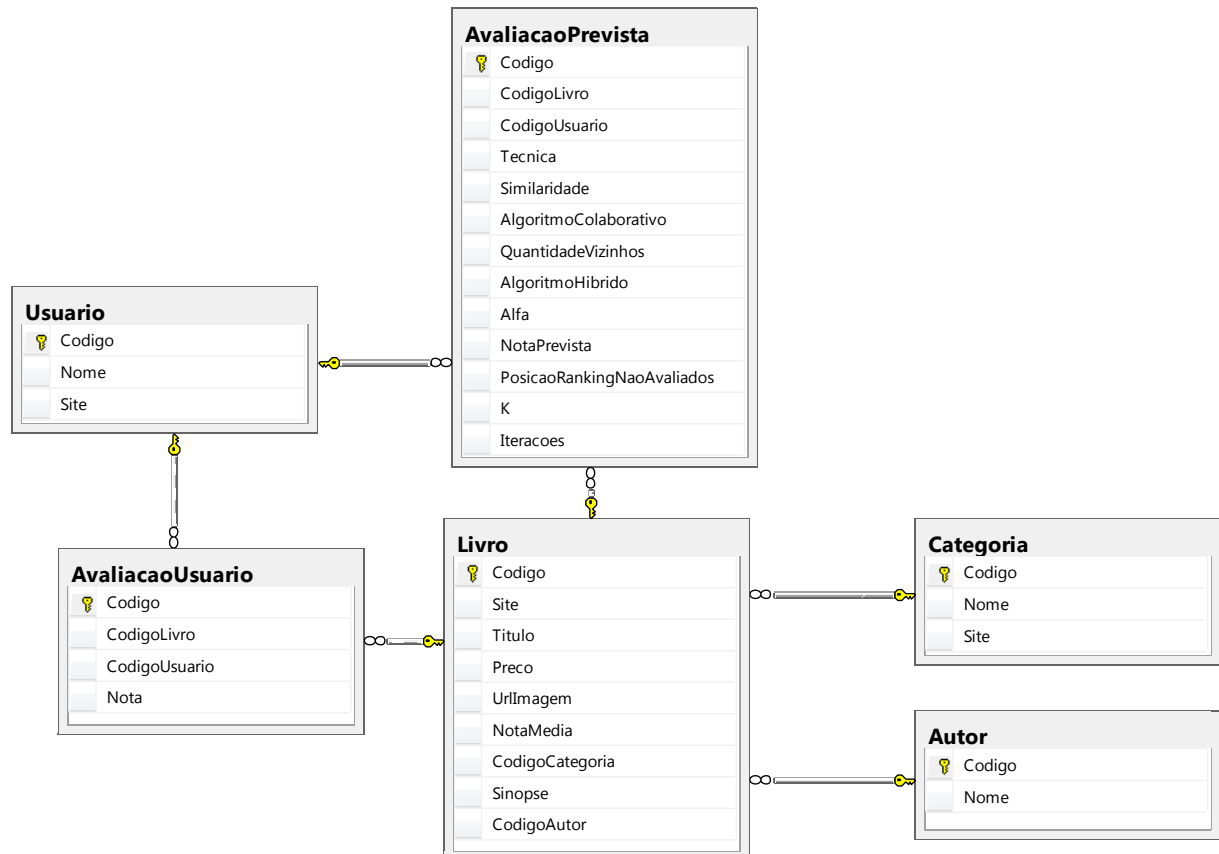 AvaliacaoPrevista
Codigo
CodigoLivro
CodigoUsuario
Tecnica
Similaridade
AlgoritmoColaborativo
QuantidadeVizinhos
AlgoritmoHibrido
Alfa
NotaPrevista
PosicaoRankingNaoAvaliados
K
Iteracoes
Usuario
Codigo
Nome
Site
AvaliacaoUsuario
Codigo
CodigoLivro
CodigoUsuario
Nota
Livro
Codigo
Site
Titulo
Preco
UrlImagem
NotaMedia
CodigoCategoria
Sinopse
CodigoAutor
Categoria
Codigo
Nome
Site
Autor
Codigo
Nome